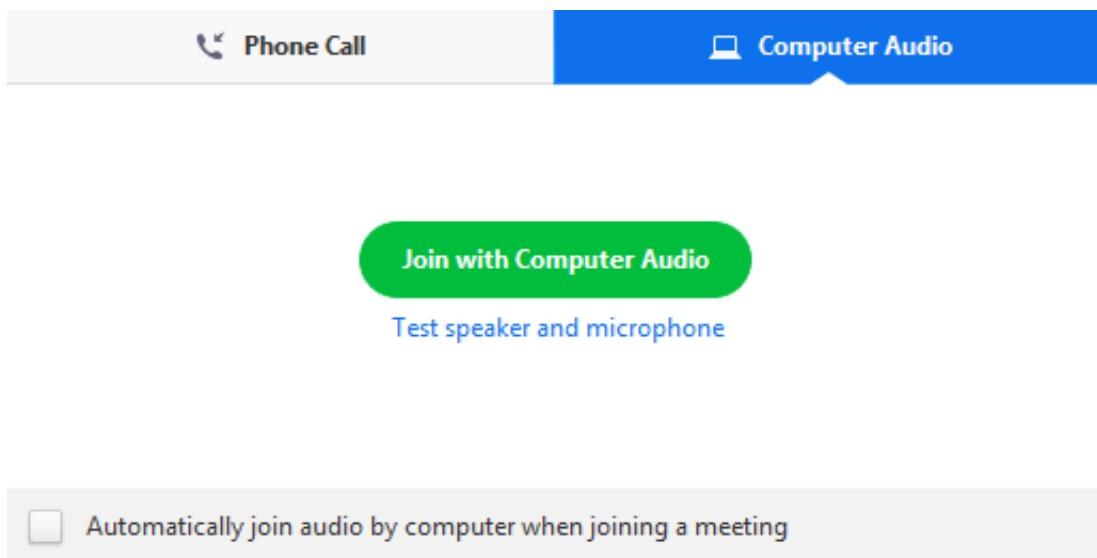 Phone Call
Computer Audio
Join with Computer Audio
Test speaker and microphone
Automatically join audio by computer when joining a meeting